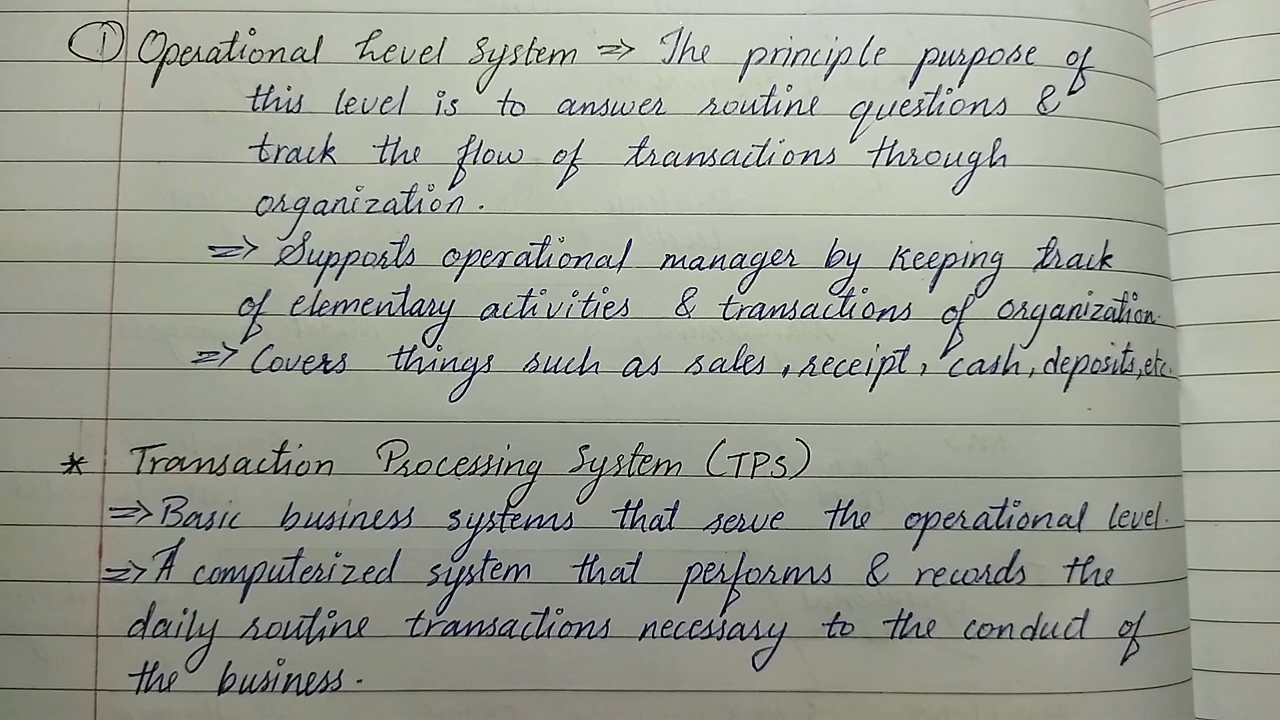 ① Operational Level System => The principle purpose of
this level is to answer routine questions &
track the flow of transactions through
organization.
=> Supports operational manager by keeping track
of elementary activities & transactions of organization.
=> Covers things such as sales, receipt, cash, deposits, etc.
* Transaction Processing System (TPS)
=> Basic business systems that serve the operational level.
=> A computerized system that performs & records the
daily routine transactions necessary to the conduct of
the business.